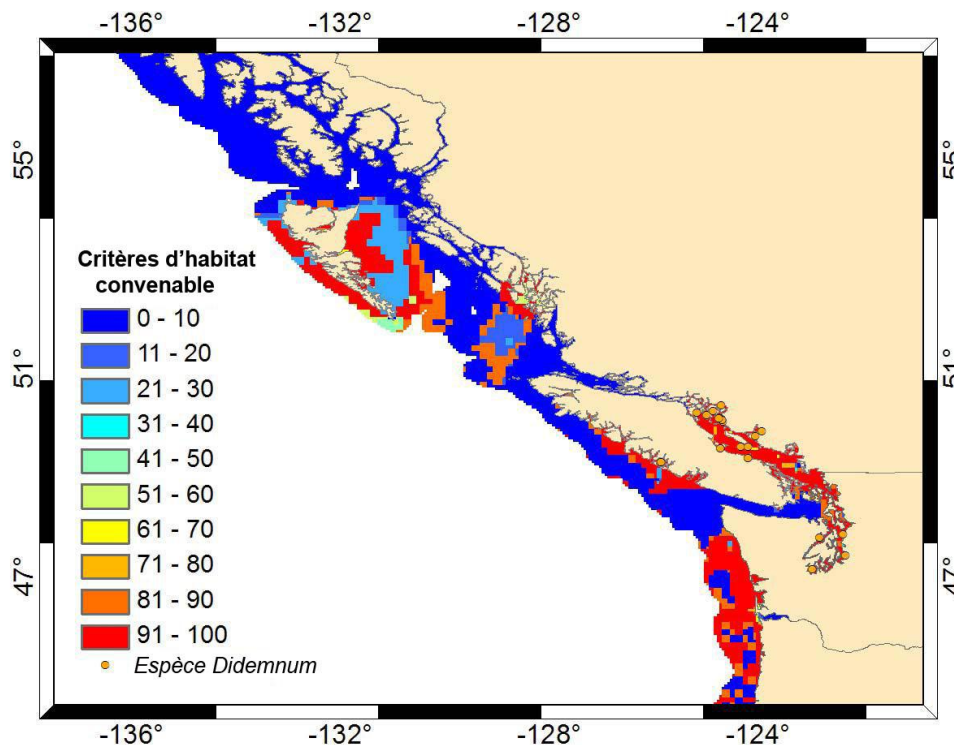 -136° -132° -128° -124°
55° 55°
51° 51°
47° 47°
Critères d'habitat
convenable
0 - 10
11 - 20
21 - 30
31 - 40
41 - 50
51 - 60
61 - 70
71 - 80
81 - 90
91 - 100
Espèce Didemnum
-136° -132° -128° -124°